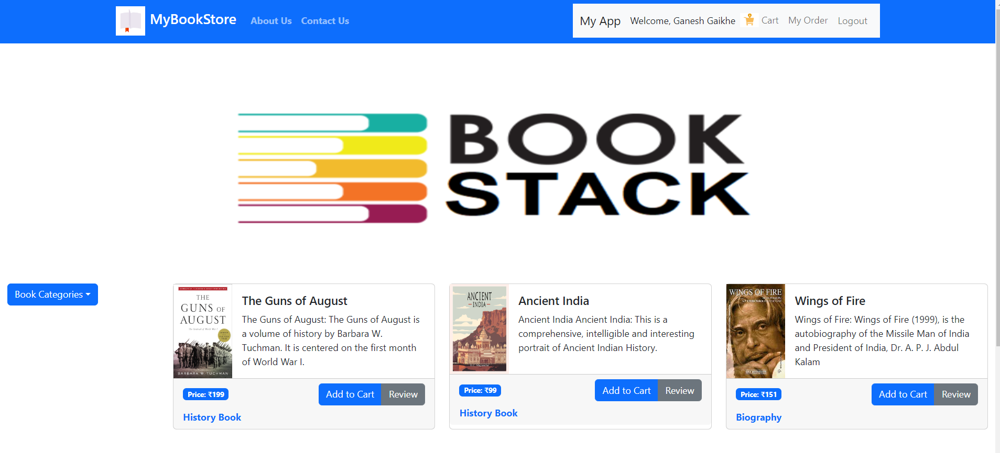 MyBookStore About Us Contact Us
My App Welcome, Ganesh Gaikhe Cart My Order Logout
BOOK
STACK
Book Categories
THE
GUNS OF
AUGUST
BARBARA W. TUCHMAN
The Guns of August
The Guns of August: The Guns of August is
a volume of history by Barbara W.
Tuchman. It is centered on the first month
of World War I.
Price: ₹199
Add to Cart Review
History Book
ANCIENT
-INDIA-
Ancient India
Ancient India Ancient India: This is a
comprehensive, intelligible and interesting
portrait of Ancient Indian History.
Price: ₹99
Add to Cart Review
History Book
WINGS OF FIRE
Wings of Fire
Wings of Fire: Wings of Fire (1999), is the
autobiography of the Missile Man of India
and President of India, Dr. A. P. J. Abdul
Kalam
Price: ₹151
Add to Cart Review
Biography